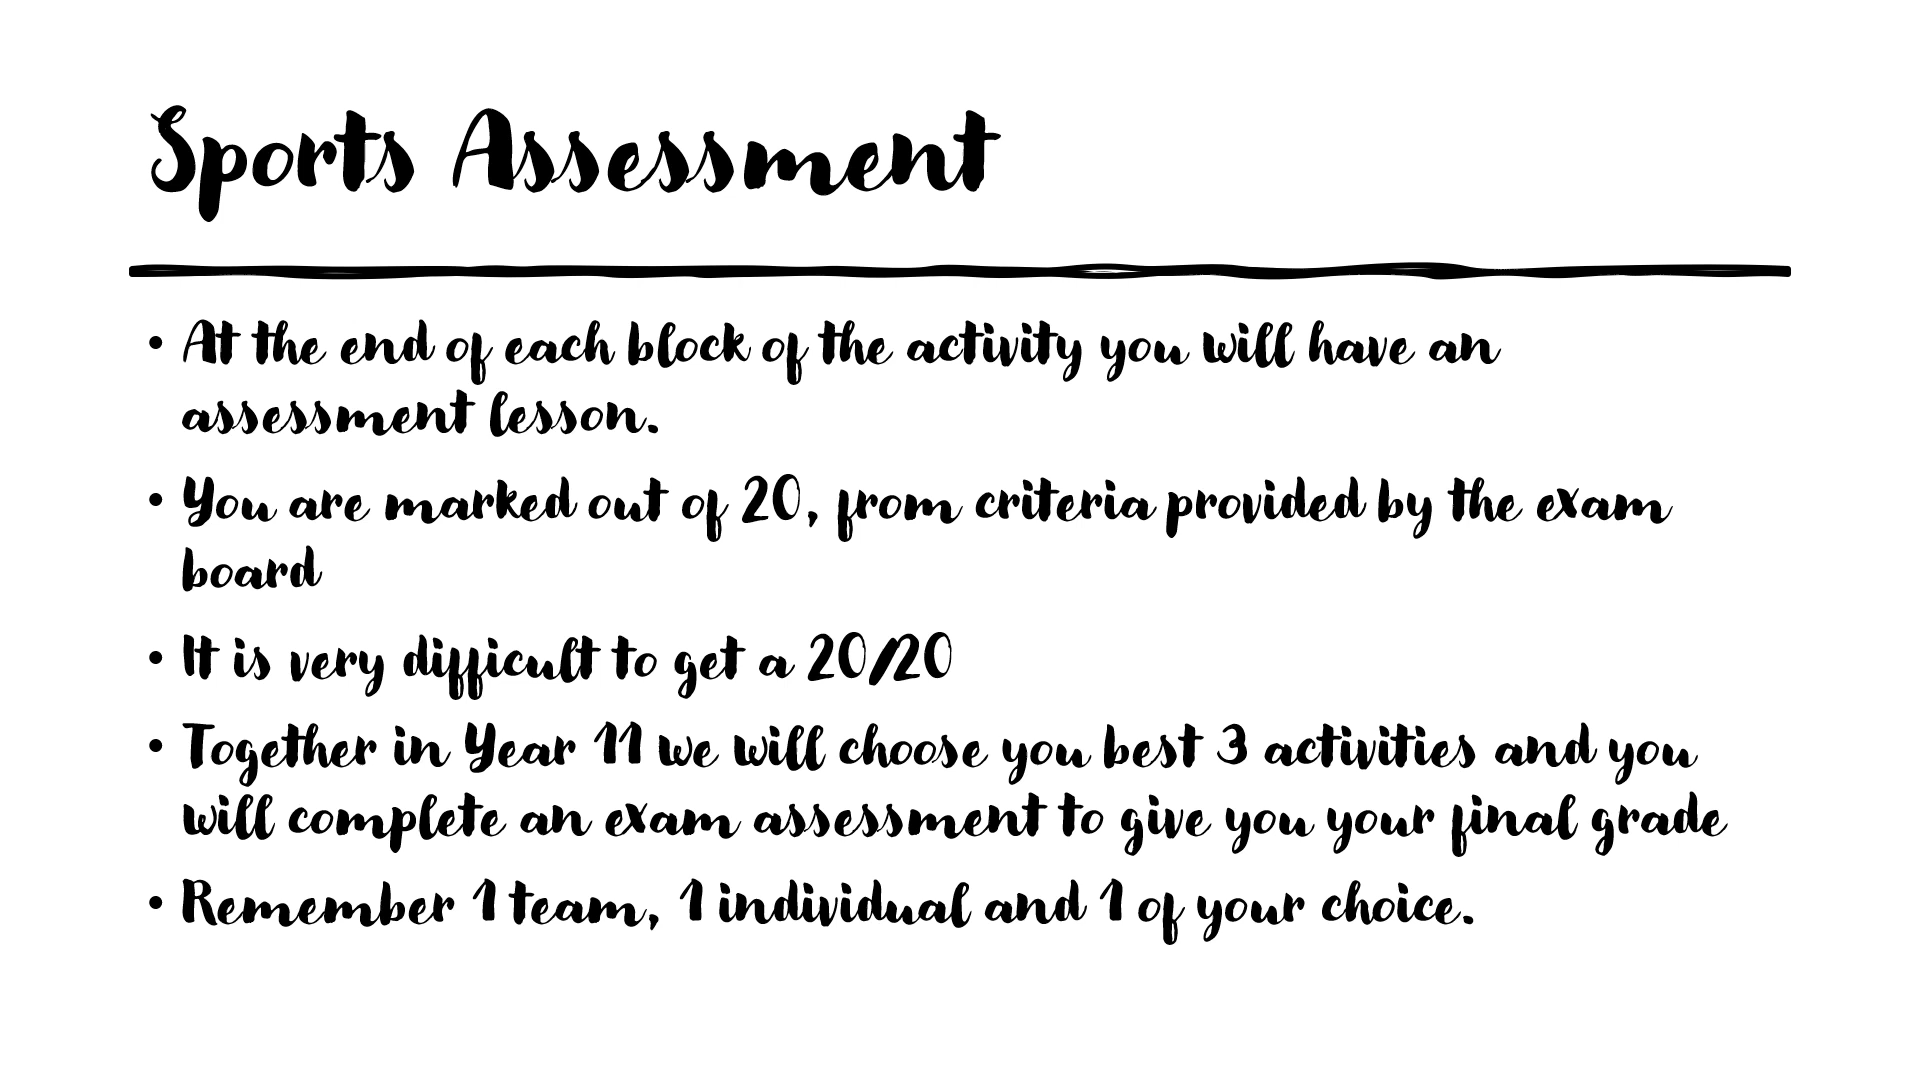 Sports Assessment
• At the end of each block of the activity you will have an
assessment lesson.
• You are marked out of 20, from criteria provided by the exam
board
• It is very difficult to get a 20/20
• Together in Year 11 we will choose you best 3 activities and you
will complete an exam assessment to give you your final grade
• Remember 1 team, 1 individual and 1 of your choice.